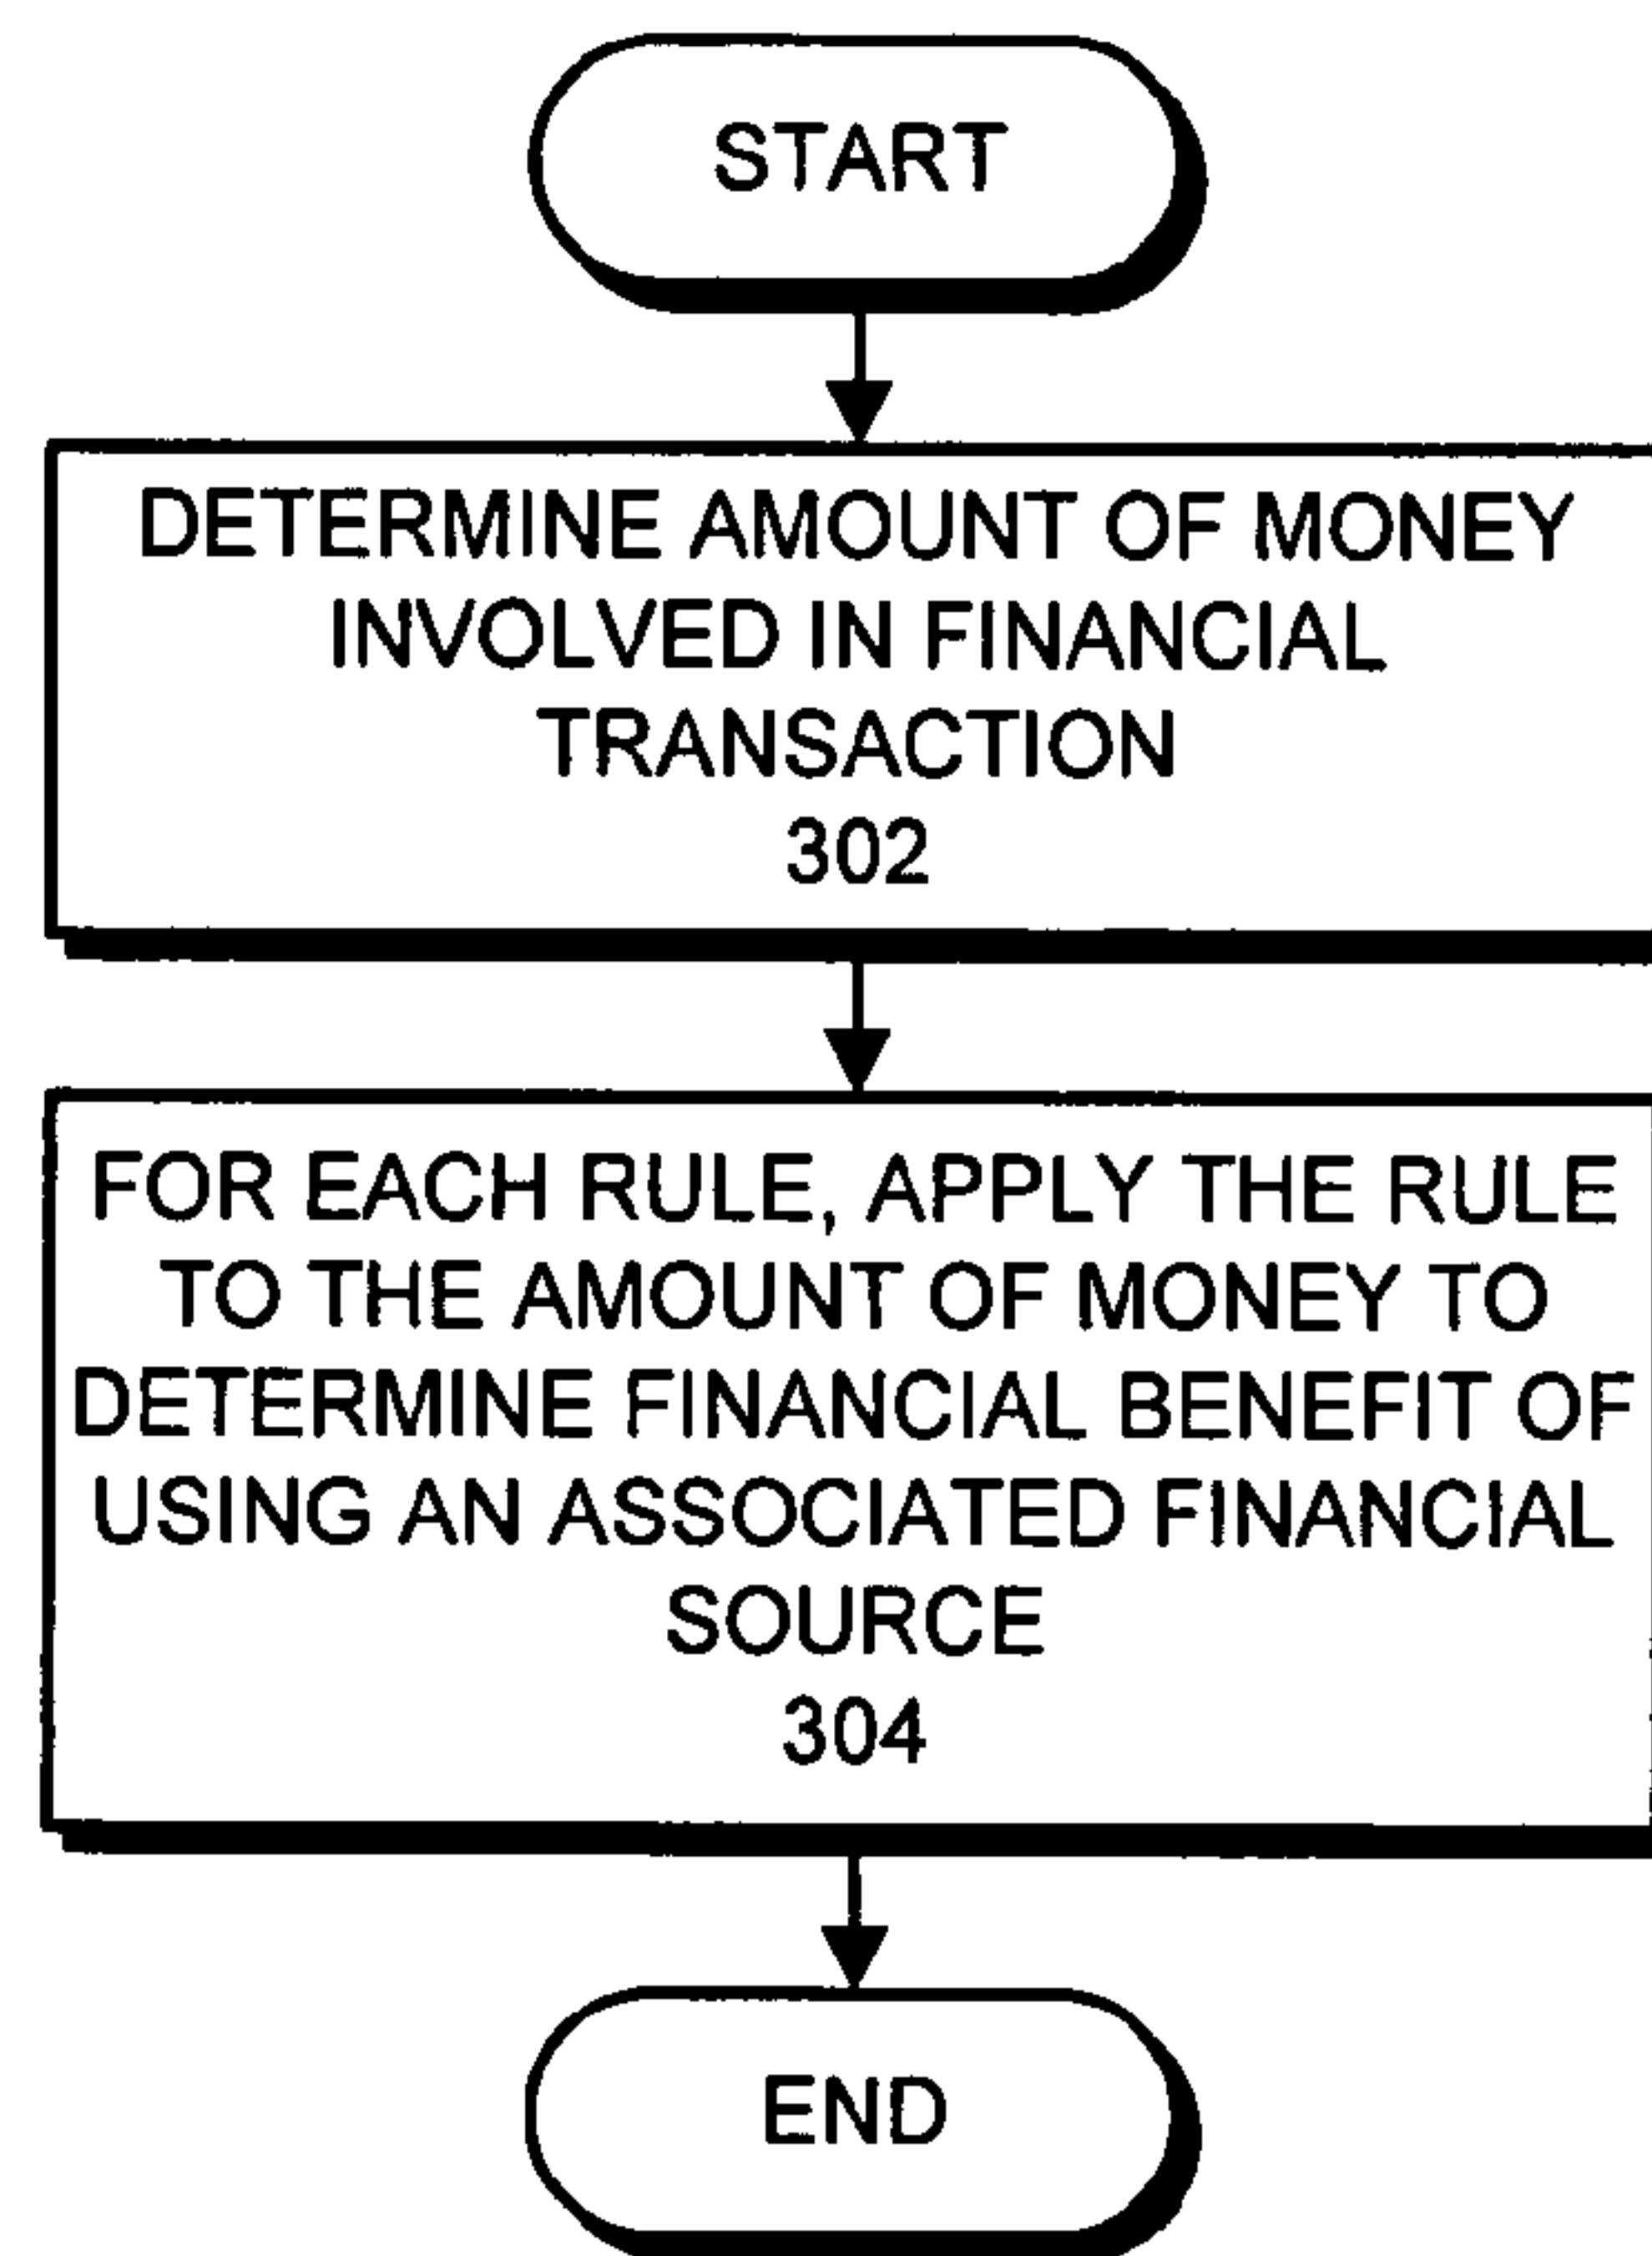 START
DETERMINE AMOUNT OF MONEY
INVOLVED IN FINANCIAL
TRANSACTION
302
FOR EACH RULE, APPLY THE RULE
TO THE AMOUNT OF MONEY TO
DETERMINE FINANCIAL BENEFIT OF
USING AN ASSOCIATED FINANCIAL
SOURCE
304
END